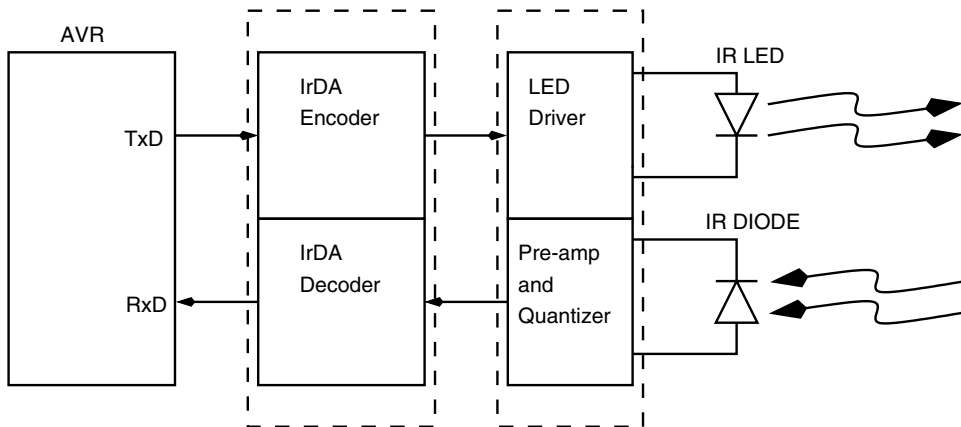 AVR
TxD
RxD
IrDA
Encoder
IrDA
Decoder
LED
Driver
Pre-amp
and
Quantizer
IR LED
IR DIODE